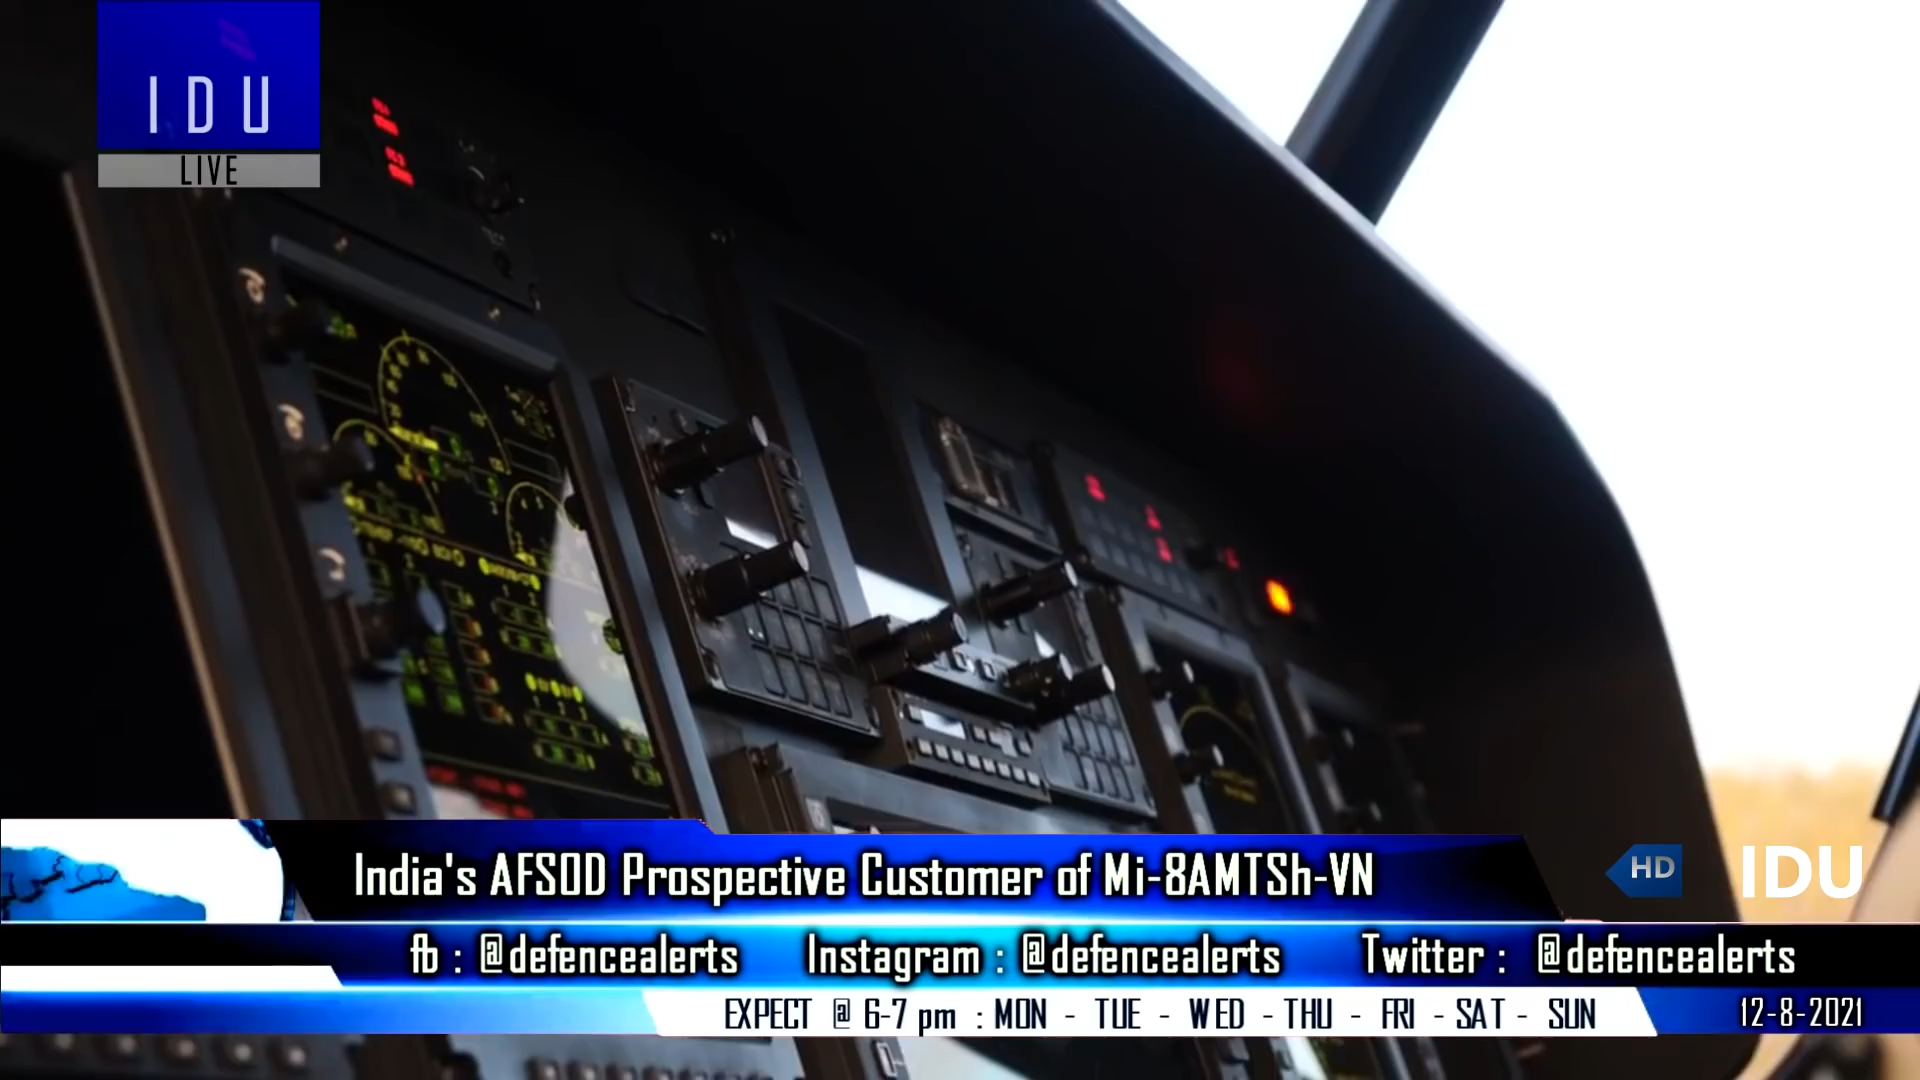 IDU
LIVE
India's AFSOD Prospective Customer of Mi-8AMTSh-VN
HD
IDU
fb : @defencealerts Instagram : @defencealerts Twitter : @defencealerts
EXPECT @ 6-7 pm : MON - TUE - WED - THU - FRI - SAT - SUN
12-8-2021